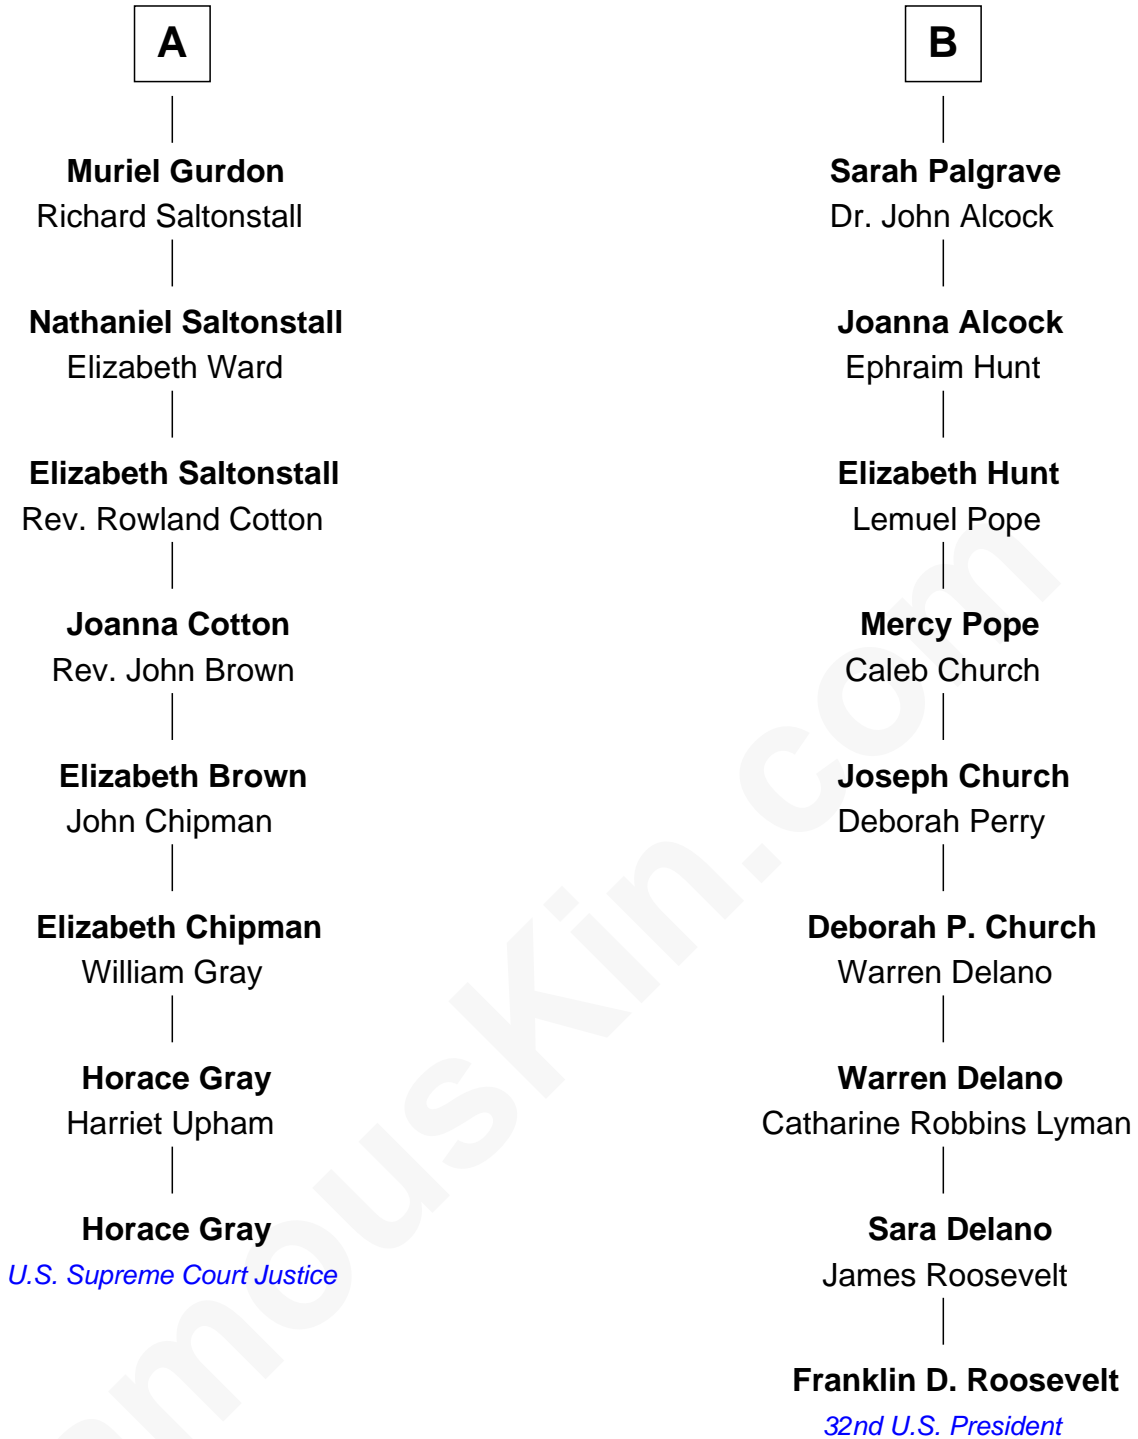 A
Muriel Gurdon
Richard Saltonstall
Nathaniel Saltonstall
Elizabeth Ward
Elizabeth Saltonstall
Rev. Rowland Cotton
Joanna Cotton
Rev. John Brown
Elizabeth Brown
John Chipman
Elizabeth Chipman
William Gray
Horace Gray
Harriet Upham
Horace Gray
U.S. Supreme Court Justice
B
Sarah Palgrave
Dr. John Alcock
Joanna Alcock
Ephraim Hunt
Elizabeth Hunt
Lemuel Pope
Mercy Pope
Caleb Church
Joseph Church
Deborah Perry
Deborah P. Church
Warren Delano
Warren Delano
Catharine Robbins Lyman
Sara Delano
James Roosevelt
Franklin D. Roosevelt
32nd U.S. President
amouskin.com